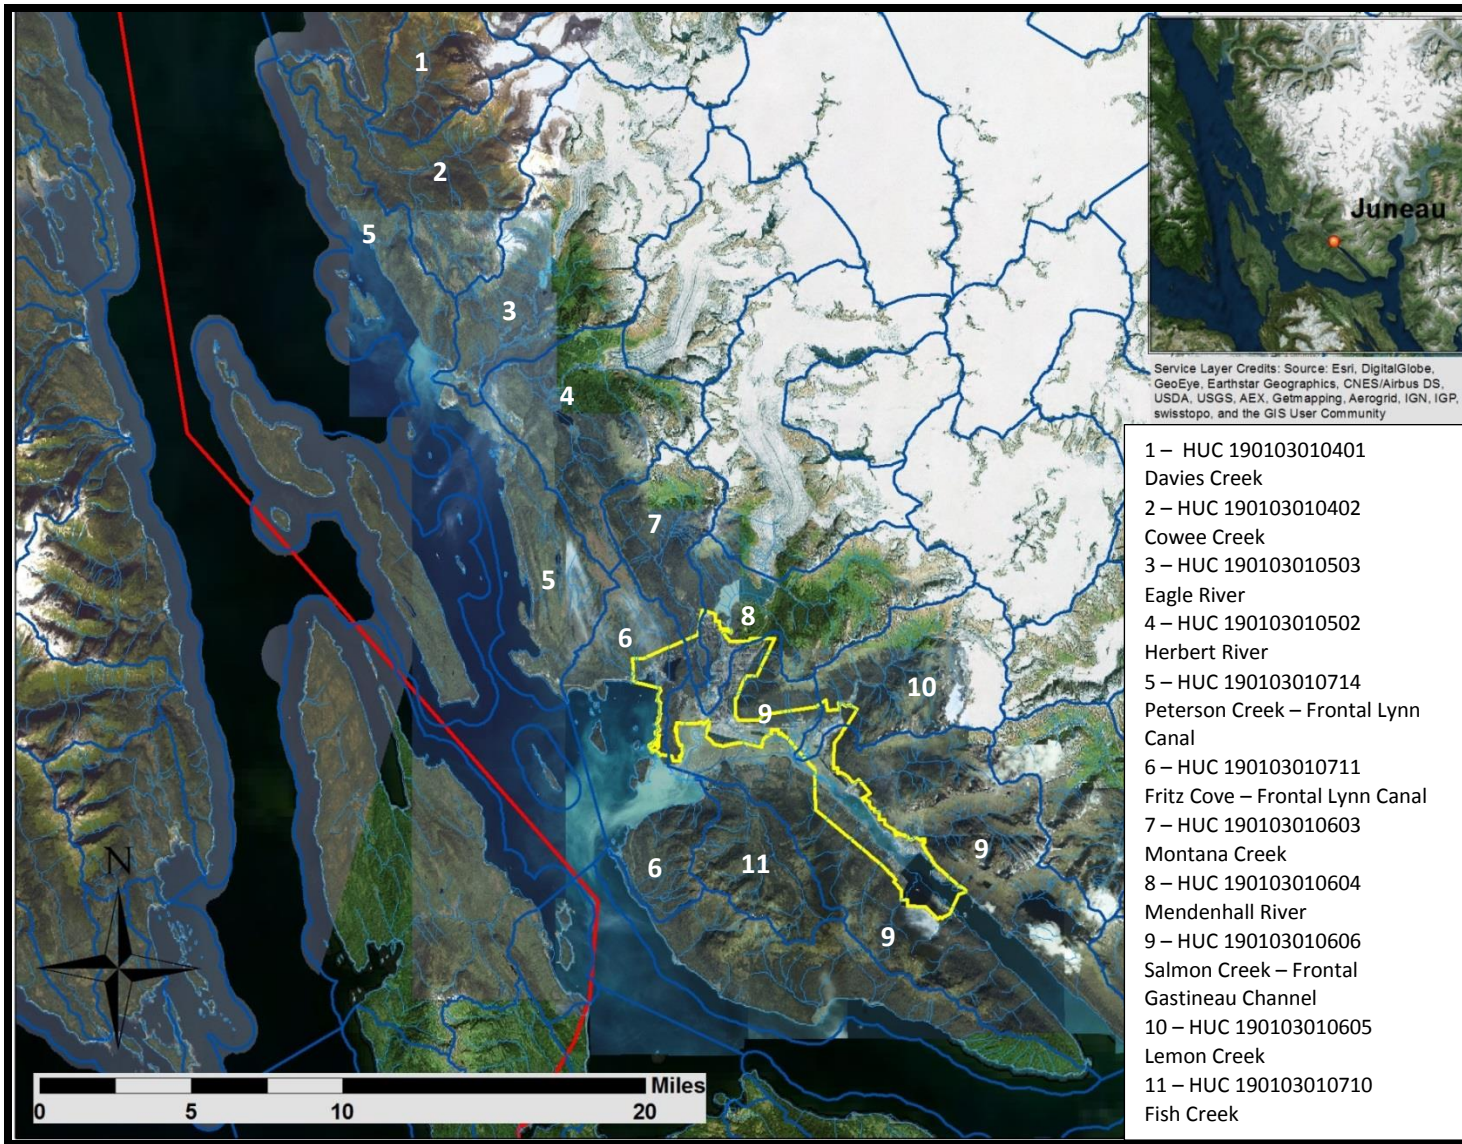 1
2
5
3
4
7
5
8
6
10
9
6
11
9
9
N
Miles
0 5 10 20
Juneau
Service Layer Credits: Source: Esri, DigitalGlobe,
GeoEye, Earthstar Geographics, CNES/Airbus DS,
USDA, USGS, AEX, Getmapping, Aerogrid, IGN, IGP,
swisstopo, and the GIS User Community
1 – HUC 190103010401
Davies Creek
2 – HUC 190103010402
Cowee Creek
3 – HUC 190103010503
Eagle River
4 – HUC 190103010502
Herbert River
5 – HUC 190103010714
Peterson Creek – Frontal Lynn
Canal
6 – HUC 190103010711
Fritz Cove – Frontal Lynn Canal
7 – HUC 190103010603
Montana Creek
8 – HUC 190103010604
Mendenhall River
9 – HUC 190103010606
Salmon Creek – Frontal
Gastineau Channel
10 – HUC 190103010605
Lemon Creek
11 – HUC 190103010710
Fish Creek